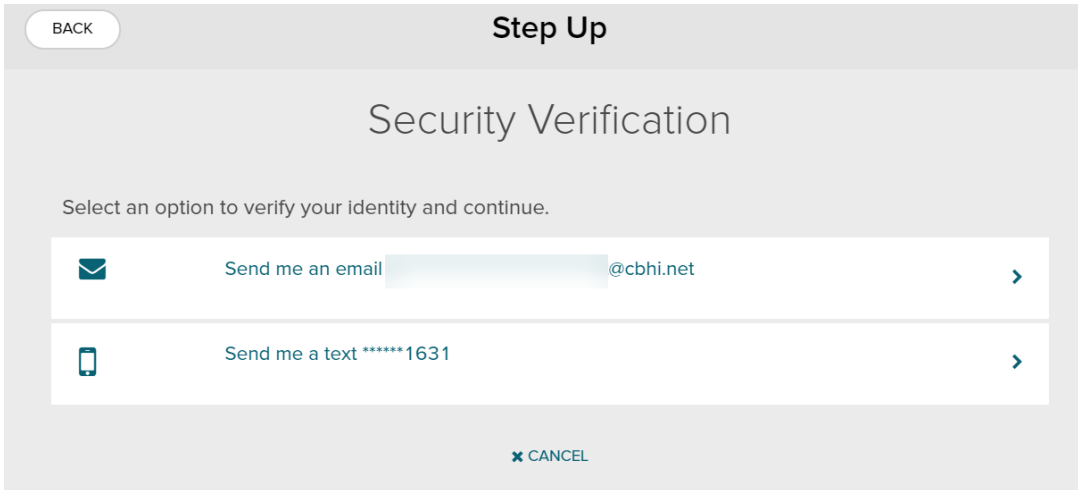 BACK
Step Up
Security Verification
Select an option to verify your identity and continue.
Send me an email @cbhi.net
Send me a text ******1631
CANCEL